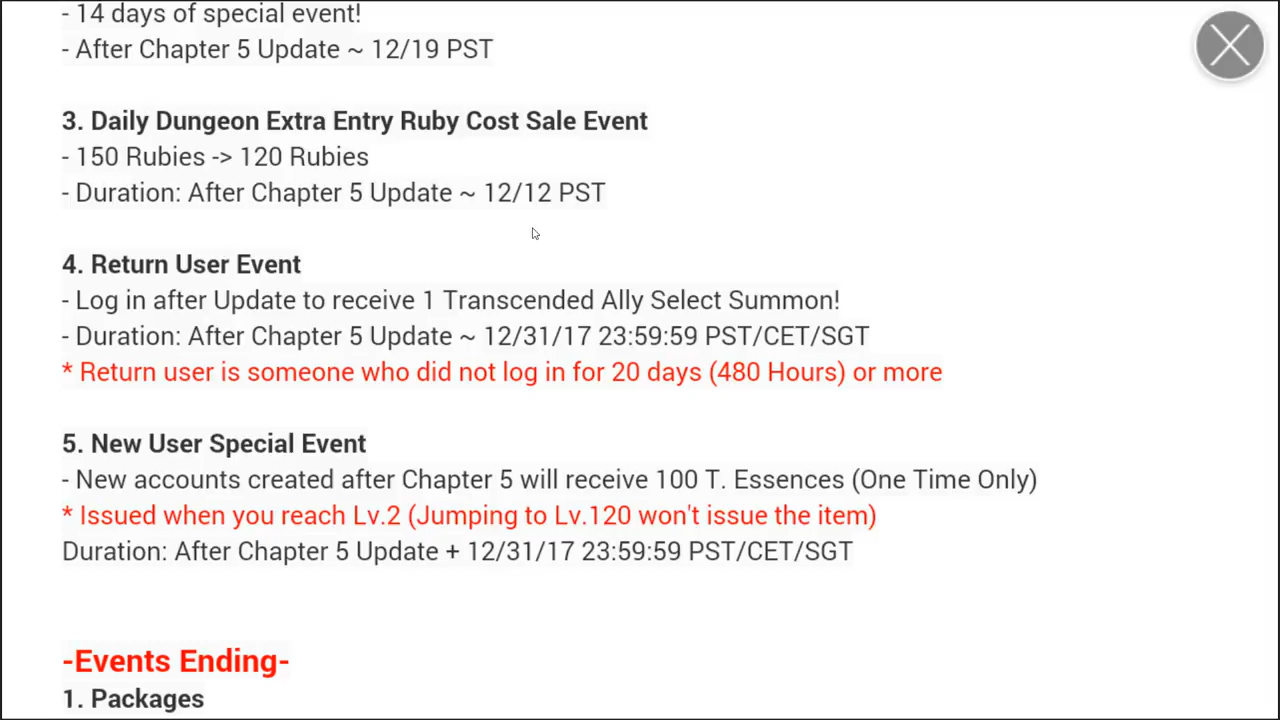 - 14 days of special event!
- After Chapter 5 Update ~ 12/19 PST
3. Daily Dungeon Extra Entry Ruby Cost Sale Event
- 150 Rubies -> 120 Rubies
- Duration: After Chapter 5 Update ~ 12/12 PST
4. Return User Event
- Log in after Update to receive 1 Transcended Ally Select Summon!
- Duration: After Chapter 5 Update ~ 12/31/17 23:59:59 PST/CET/SGT
* Return user is someone who did not log in for 20 days (480 Hours) or more
5. New User Special Event
- New accounts created after Chapter 5 will receive 100 T. Essences (One Time Only)
* Issued when you reach Lv.2 (Jumping to Lv.120 won't issue the item)
Duration: After Chapter 5 Update + 12/31/17 23:59:59 PST/CET/SGT
-Events Ending-
1. Packages